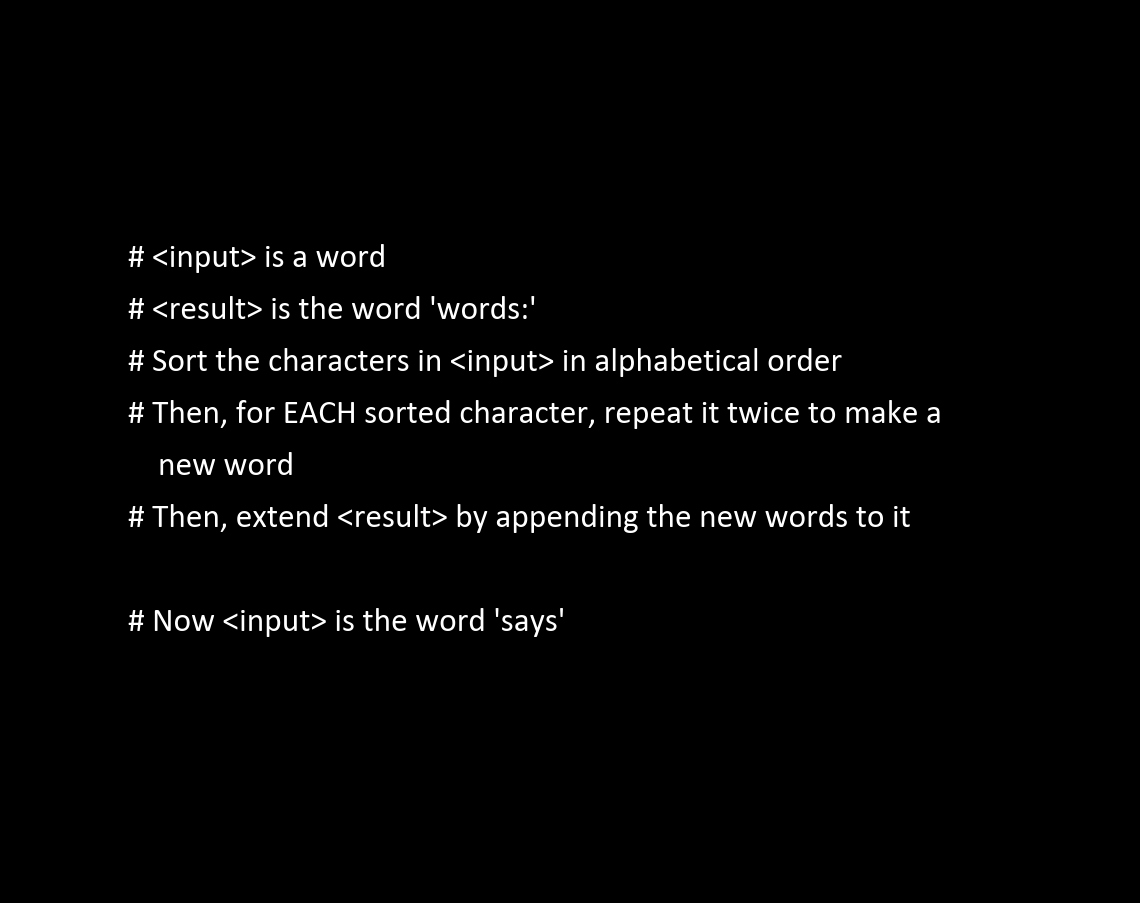 # <input> is a word
# <result> is the word 'words:'
# Sort the characters in <input> in alphabetical order
# Then, for EACH sorted character, repeat it twice to make a
new word
# Then, extend <result> by appending the new words to it
# Now <input> is the word 'says'